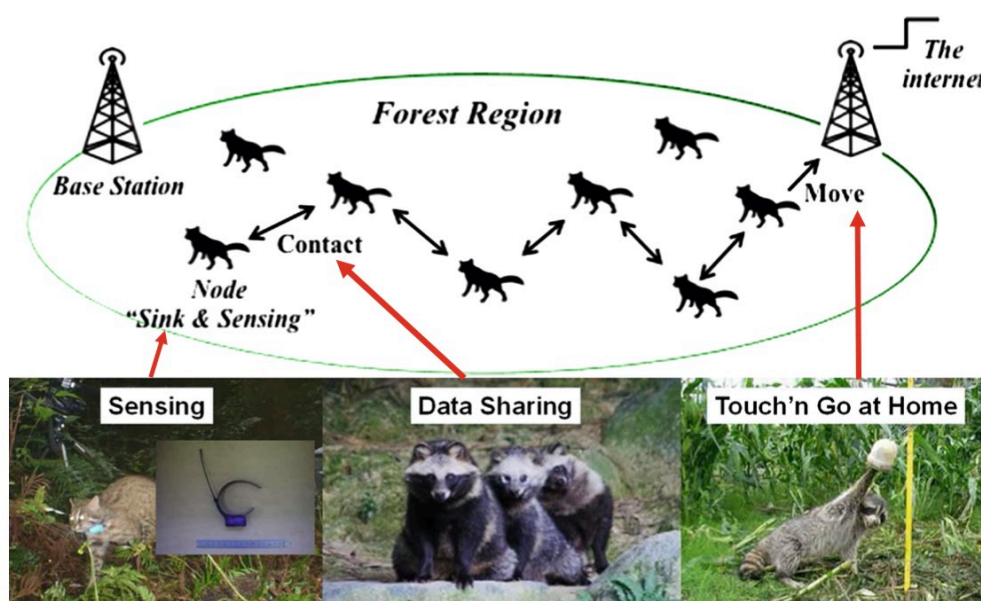 The
internet
Forest Region
Base Station
Move
Contact
Node
"Sink & Sensing"
Sensing
Data Sharing
Touch'n Go at Home